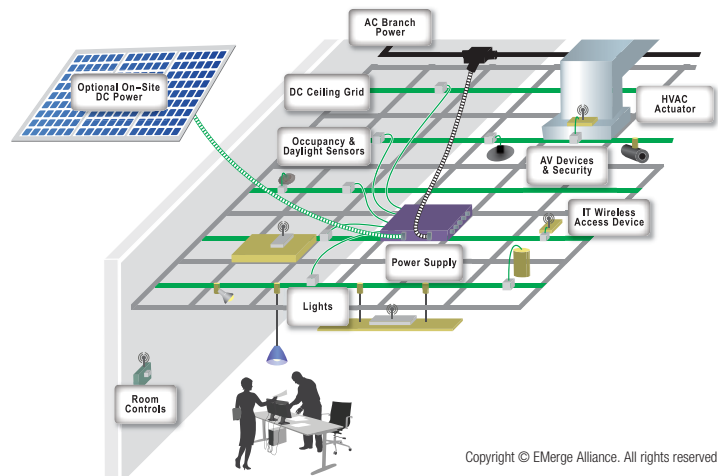 AC Branch
Power
Optional On-Site
DC Power
DC Ceiling Grid
HVAC
Actuator
Occupancy &
Daylight Sensors
AV Devices
& Security
IT Wireless
Access Device
Power Supply
Lights
Room
Controls
Copyright © EMerge Alliance. All rights reserved